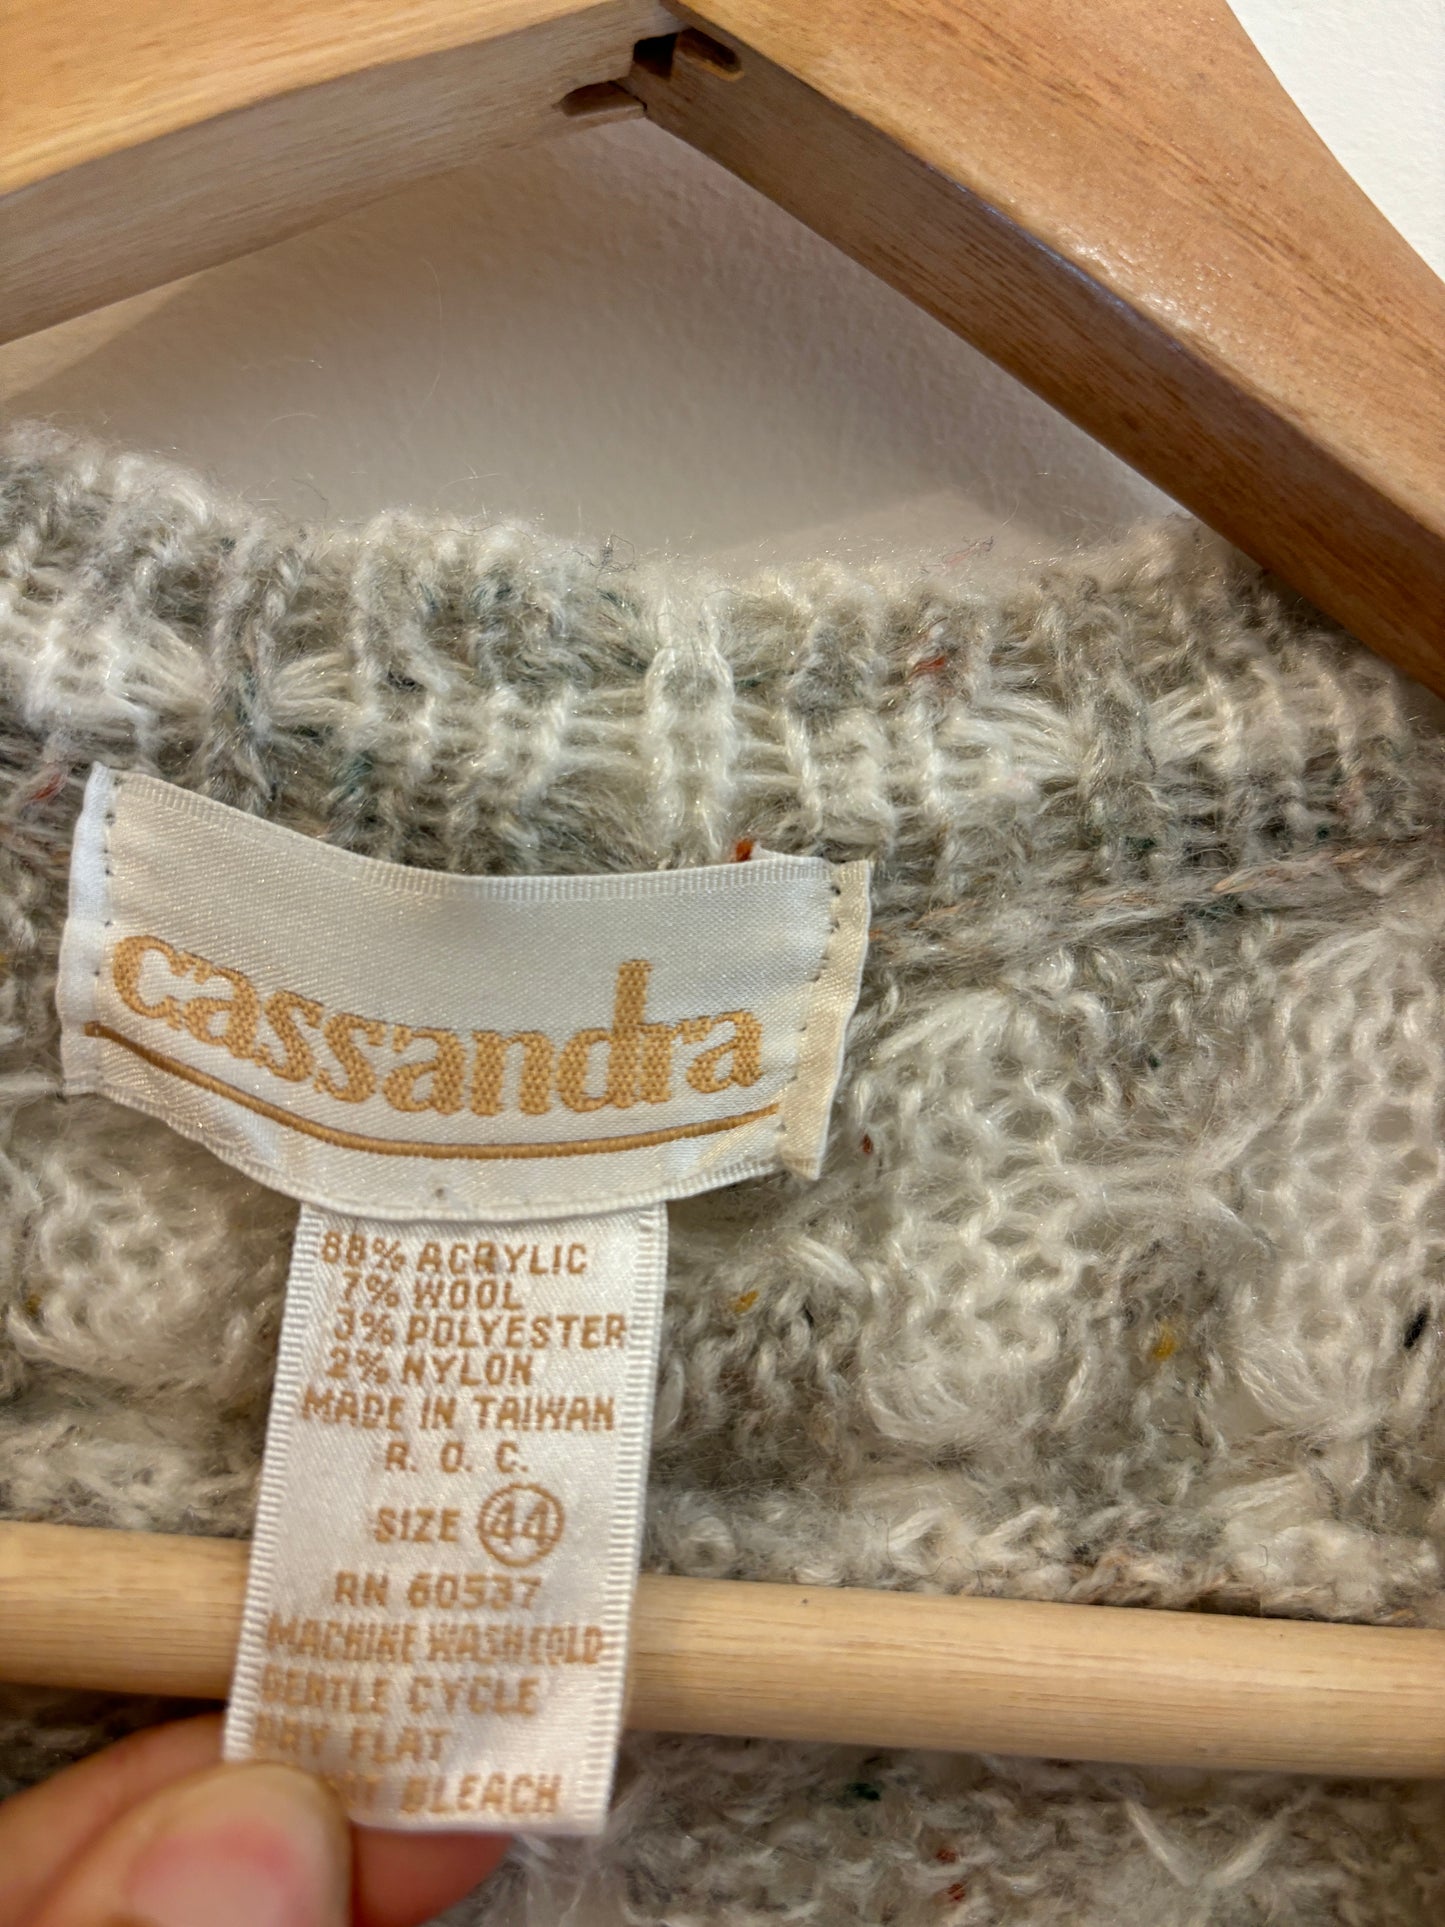 cassandra
88% ACRYLIC
7% WOOL
3% POLYESTER
2% NYLON
MADE IN TAIWAN
R. O. C.
SIZE 44
RN 60537
MACHINE WASH COLD
GENTLE CYCLE
DRY FLAT
BLEACH